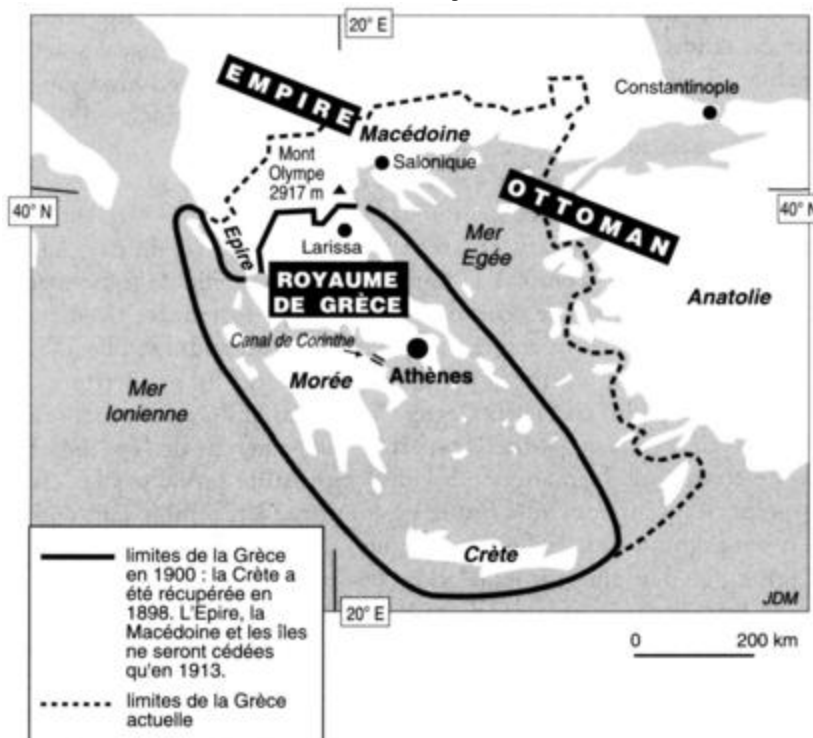 20° E
EMPIRE
Constantinople
Macédoine
Mont
Olympe
2917 m
Salonique
40° N
40° N
OTTOMAN
Epire
Larissa
Mer
Egée
ROYAUME
DE GRÈCE
Anatolie
Canal de Corinthe
Athènes
Morée
Mer
Ionienne
Crète
JDM
20° E
0 200 km
limites de la Grèce
en 1900 : la Crète a
été récupérée en
1898. L'Epire, la
Macédoine et les îles
ne seront cédées
qu'en 1913.
limites de la Grèce
actuelle